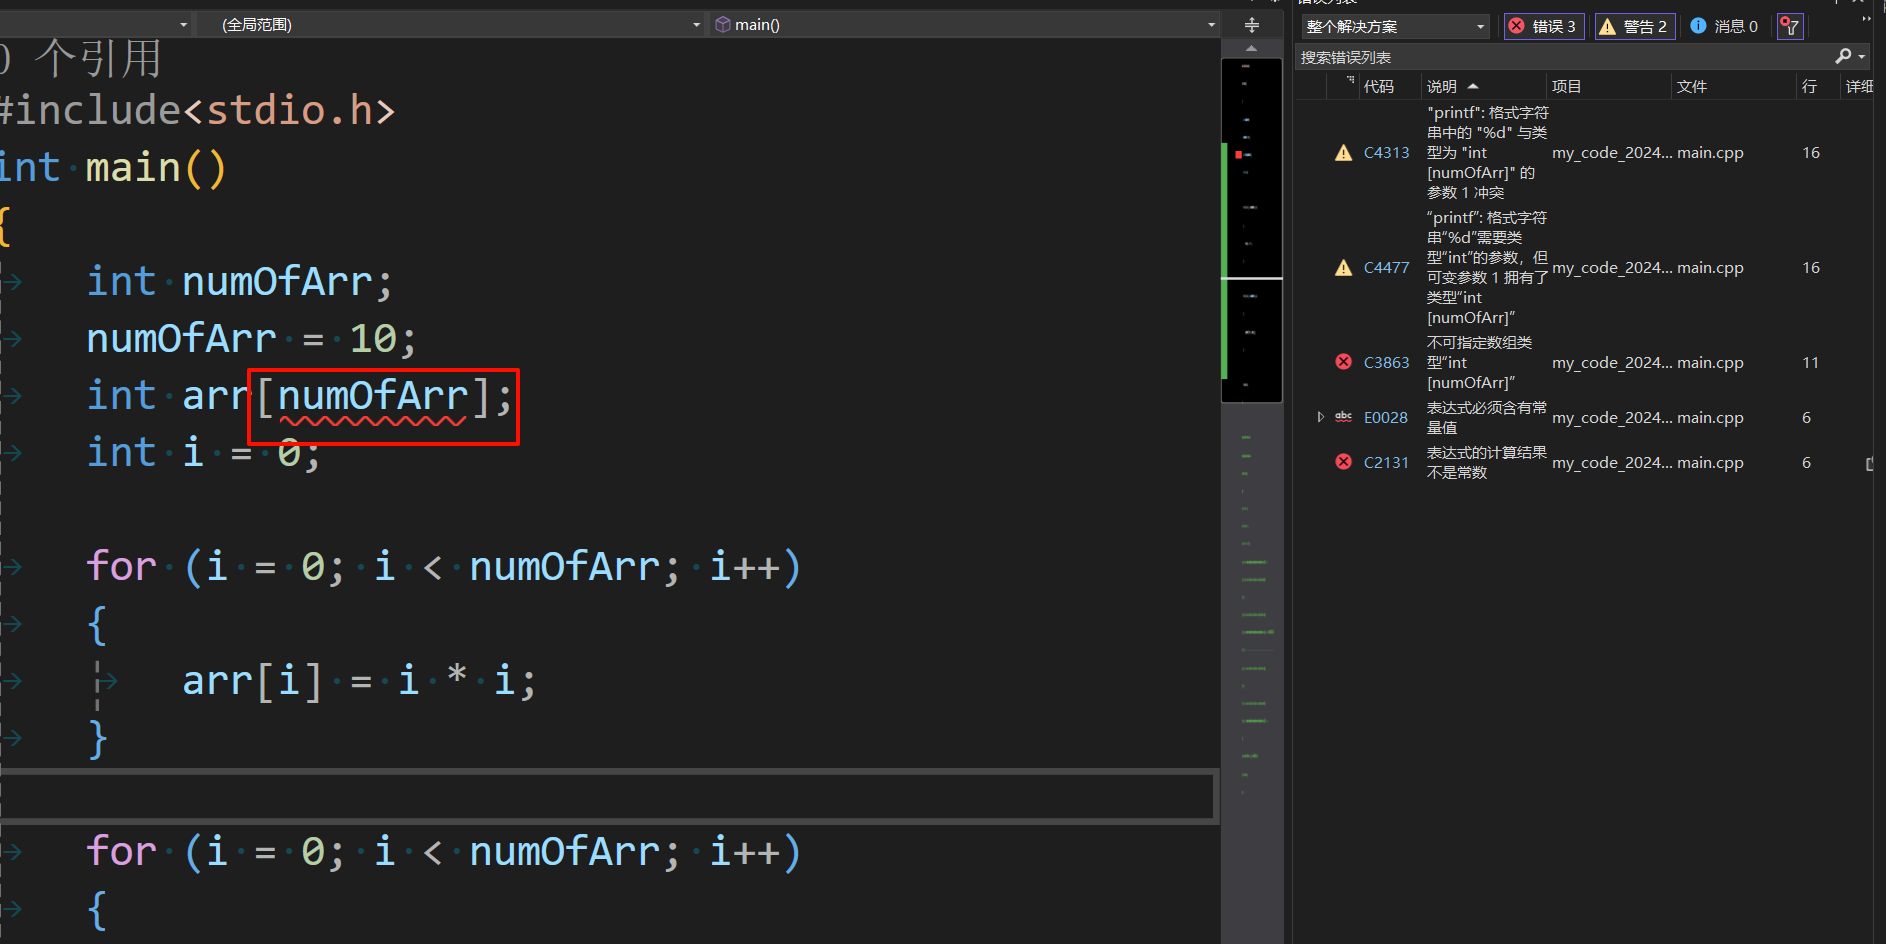 (全局范围)
main()
0 个引用
#include<stdio.h>
int main()
{
int numOfArr;
numOfArr = 10;
int arr[numOfArr];
int i = 0;
for (i = 0; i < numOfArr; i++)
{
arr[i] = i * i;
}
for (i = 0; i < numOfArr; i++)
{
错误列表
整个解决方案
错误 3
警告 2
消息 0
搜索错误列表
代码
说明
项目
文件
行
详细
C4313
"printf": 格式字符
串中的 "%d" 与类
型为 "int
[numOfArr]" 的
参数 1 冲突
my_code_2024...
main.cpp
16
C4477
“printf”: 格式字符
串“%d”需要类
型“int”的参数，但
可变参数 1 拥有了
类型“int
[numOfArr]”
my_code_2024...
main.cpp
16
C3863
不可指定数组类
型“int
[numOfArr]”
my_code_2024...
main.cpp
11
abc
E0028
表达式必须含有常
量值
my_code_2024...
main.cpp
6
C2131
表达式的计算结果
不是常数
my_code_2024...
main.cpp
6